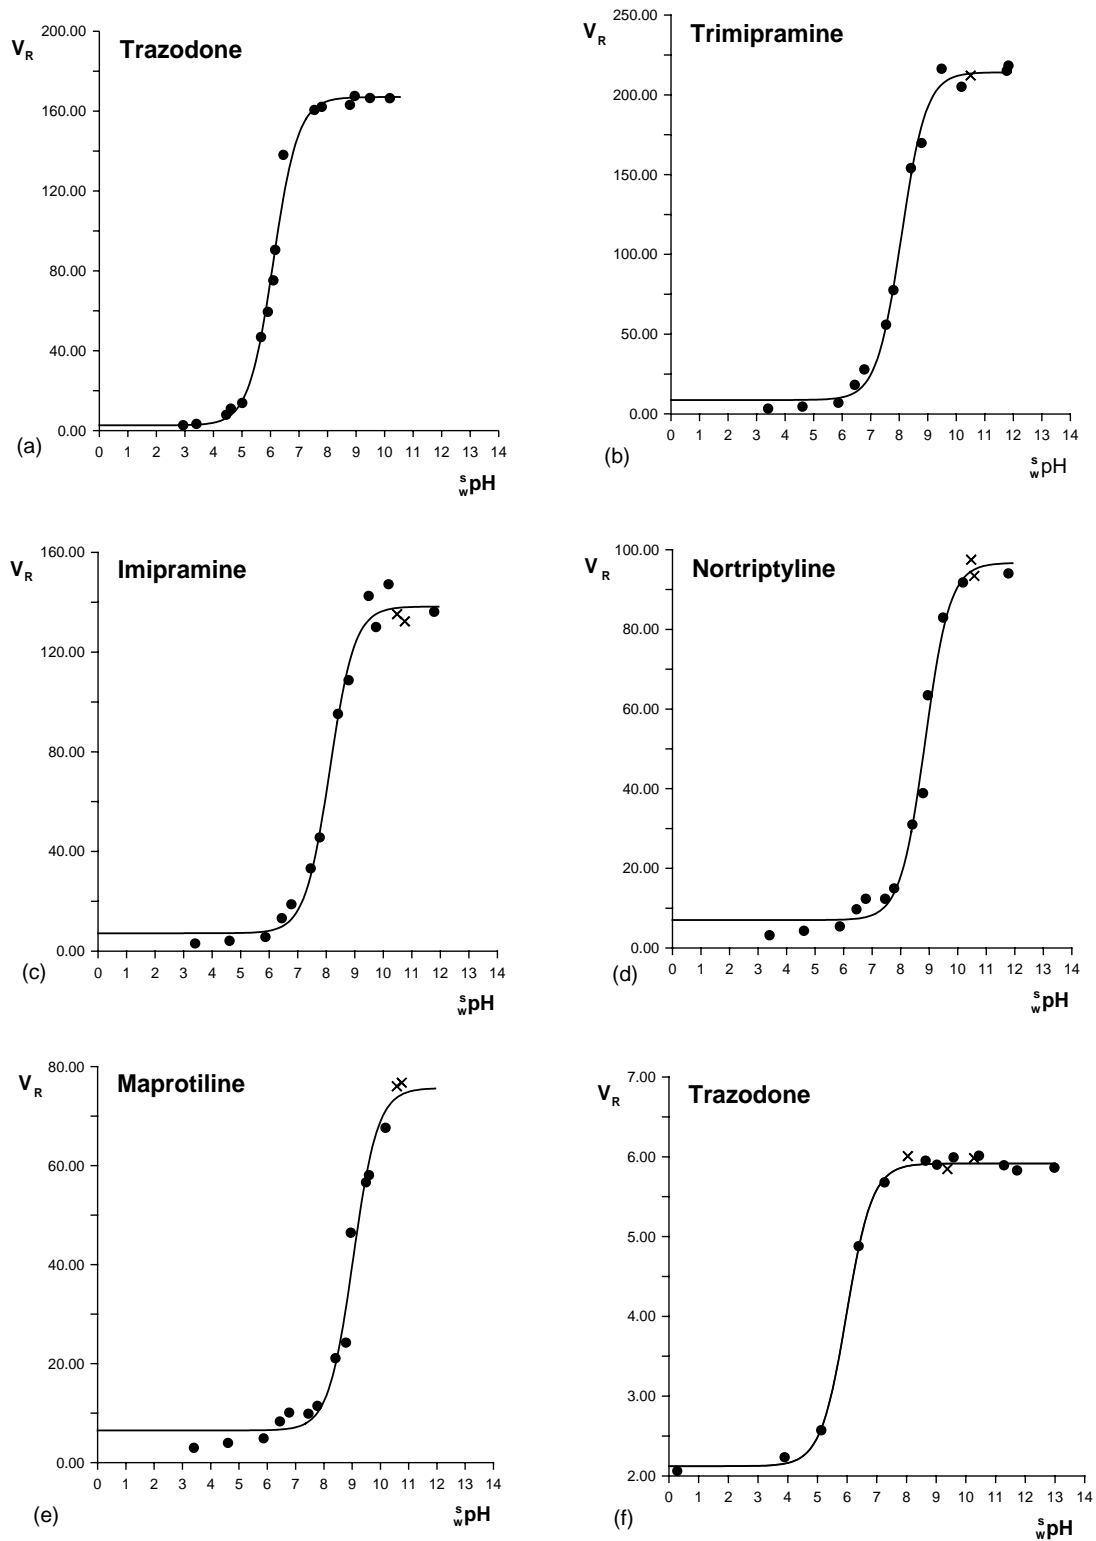 V_R
Trazodone
200.00
160.00
120.00
80.00
40.00
0.00
0 1 2 3 4 5 6 7 8 9 10 11 12 13 14
(a)
s w pH
V_R
Trimipramine
250.00
200.00
150.00
100.00
50.00
0.00
0 1 2 3 4 5 6 7 8 9 10 11 12 13 14
(b)
s w pH
V_R
Imipramine
160.00
120.00
80.00
40.00
0.00
0 1 2 3 4 5 6 7 8 9 10 11 12 13 14
(c)
s w pH
V_R
Nortriptyline
100.00
80.00
60.00
40.00
20.00
0.00
0 1 2 3 4 5 6 7 8 9 10 11 12 13 14
(d)
s w pH
V_R
Maprotiline
80.00
60.00
40.00
20.00
0.00
0 1 2 3 4 5 6 7 8 9 10 11 12 13 14
(e)
s w pH
V_R
Trazodone
7.00
6.00
5.00
4.00
3.00
2.00
0 1 2 3 4 5 6 7 8 9 10 11 12 13 14
(f)
s w pH